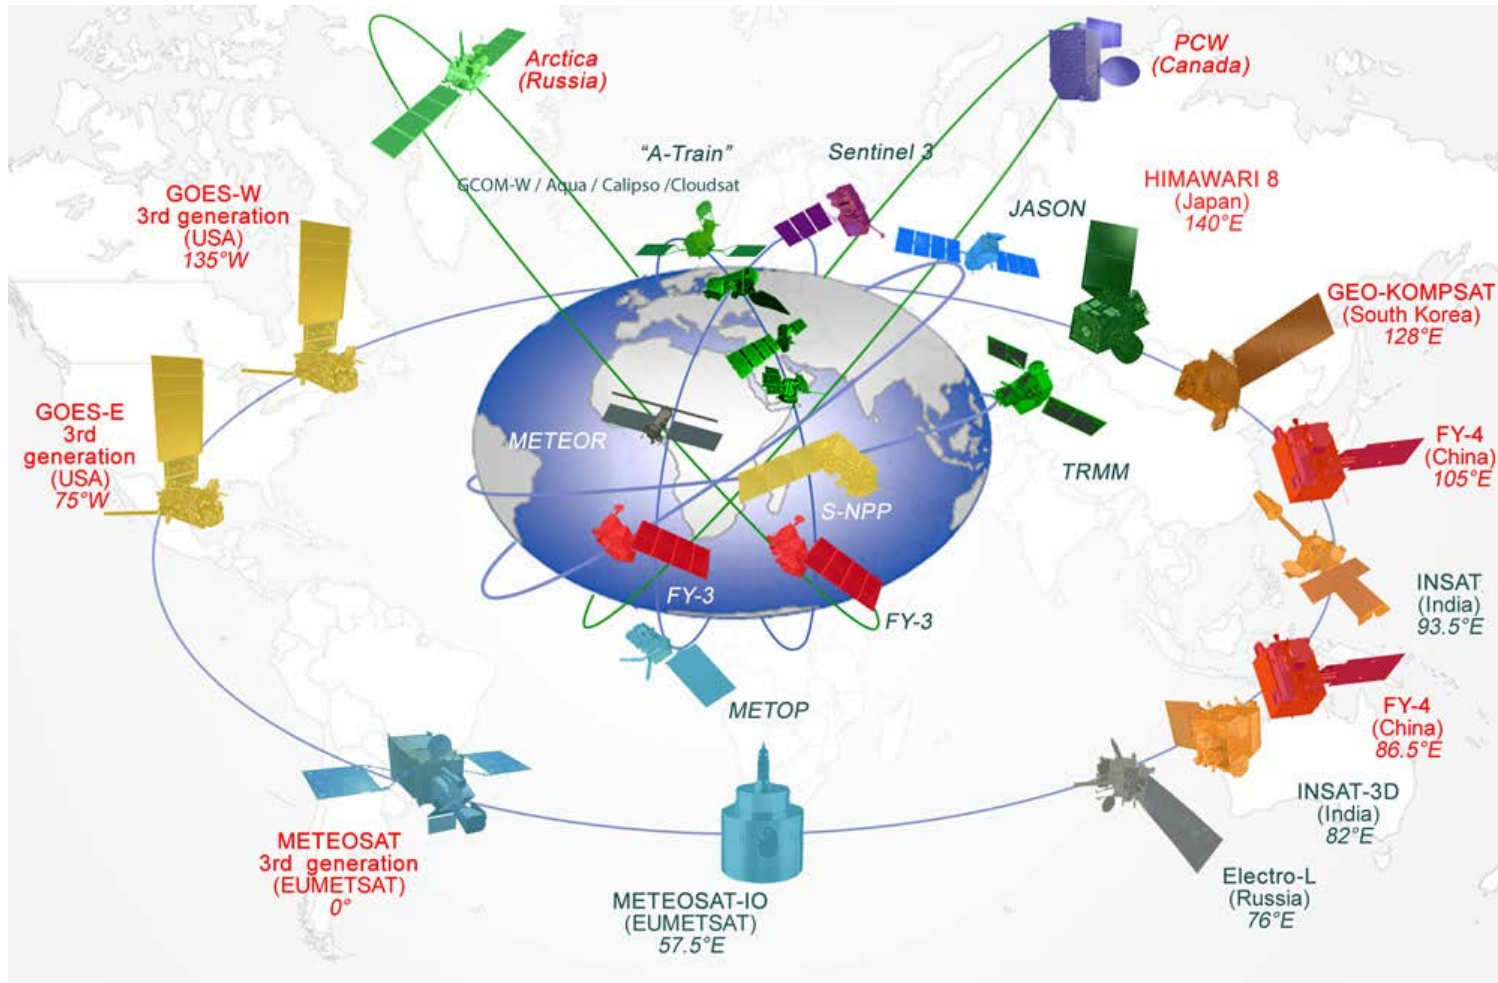 Arctica
(Russia)
PCW
(Canada)
"A-Train"
GCOM-W / Aqua / Calipso /Cloudsat
Sentinel 3
JASON
HIMAWARI 8
(Japan)
140°E
GOES-W
3rd generation
(USA)
135°W
GEO-KOMPSAT
(South Korea)
128°E
GOES-E
3rd
generation
(USA)
75°W
METEOR
TRMM
FY-4
(China)
105°E
S-NPP
FY-3
FY-3
INSAT
(India)
93.5°E
METOP
FY-4
(China)
86.5°E
INSAT-3D
(India)
82°E
METEOSAT
3rd generation
(EUMETSAT)
0°
METEOSAT-IO
(EUMETSAT)
57.5°E
Electro-L
(Russia)
76°E